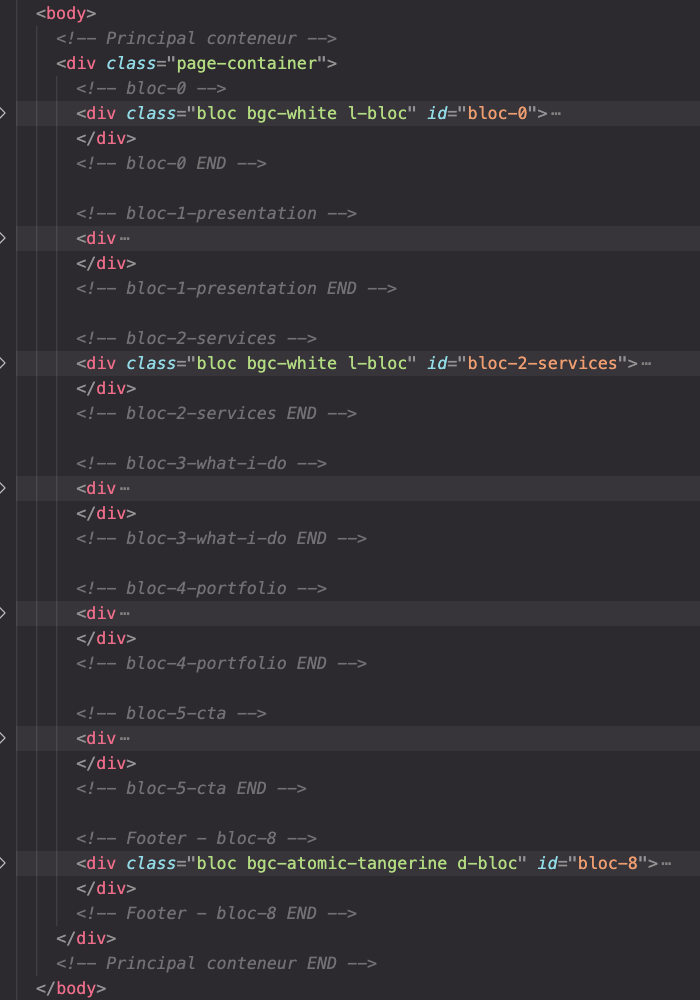 <body>
<!-- Principal conteneur -->
<div class="page-container">
<!-- bloc-0 -->
<div class="bloc bgc-white l-bloc" id="bloc-0">…
</div>
<!-- bloc-0 END -->
<!-- bloc-1-presentation -->
<div…
</div>
<!-- bloc-1-presentation END -->
<!-- bloc-2-services -->
<div class="bloc bgc-white l-bloc" id="bloc-2-services">…
</div>
<!-- bloc-2-services END -->
<!-- bloc-3-what-i-do -->
<div…
</div>
<!-- bloc-3-what-i-do END -->
<!-- bloc-4-portfolio -->
<div…
</div>
<!-- bloc-4-portfolio END -->
<!-- bloc-5-cta -->
<div…
</div>
<!-- bloc-5-cta END -->
<!-- Footer - bloc-8 -->
<div class="bloc bgc-atomic-tangerine d-bloc" id="bloc-8">…
</div>
<!-- Footer - bloc-8 END -->
</div>
<!-- Principal conteneur END -->
</body>